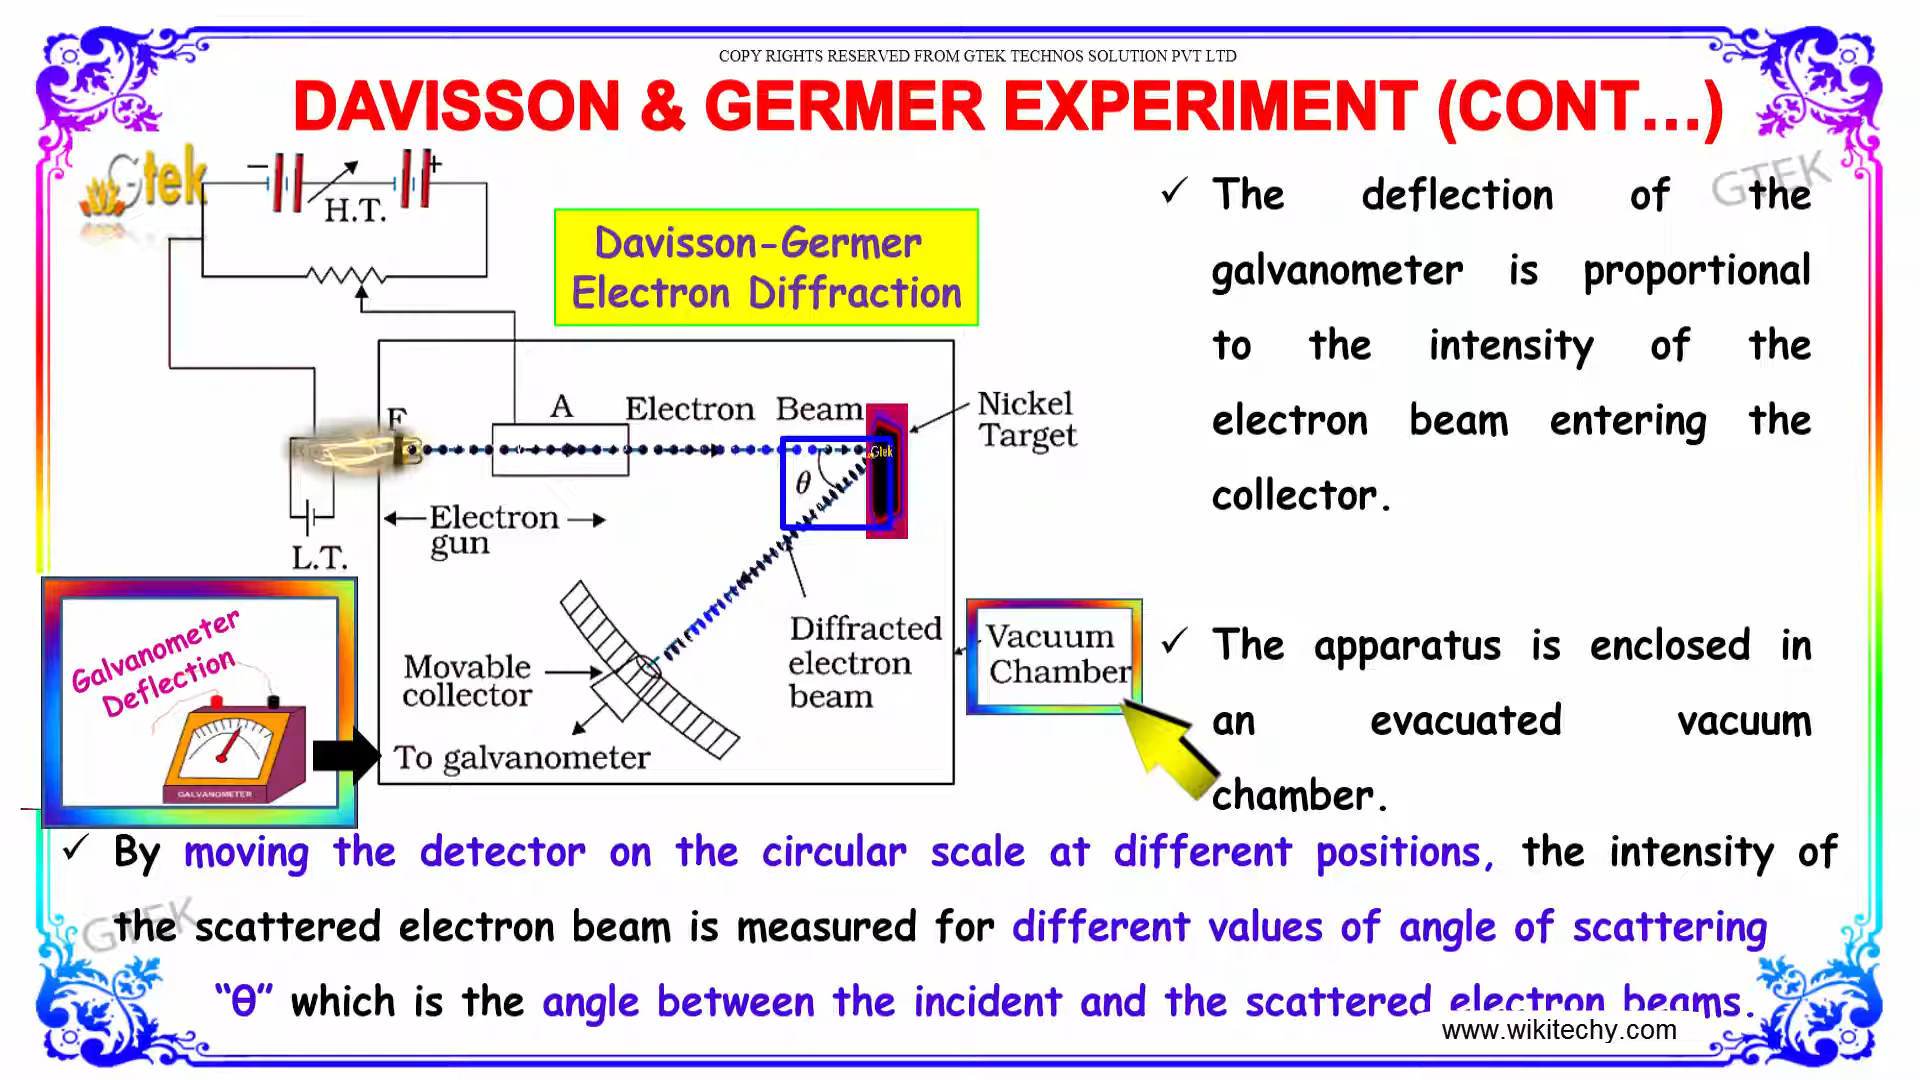 COPY RIGHTS RESERVED FROM GTEK TECHNOS SOLUTION PVT LTD
DAVISSON & GERMER EXPERIMENT (CONT...)
Gtek
−
+
H.T.
Davisson-Germer
Electron Diffraction
F
A
Electron Beam
Nickel
Target
Gtek
θ
Electron
gun
L.T.
Galvanometer
Deflection
GALVANOMETER
Movable
collector
To galvanometer
Diffracted
electron
beam
Vacuum
Chamber
GTEK
✓ The deflection of the
galvanometer is proportional
to the intensity of the
electron beam entering the
collector.
✓ The apparatus is enclosed in
an evacuated vacuum
chamber.
✓ By moving the detector on the circular scale at different positions, the intensity of
the scattered electron beam is measured for different values of angle of scattering
“θ” which is the angle between the incident and the scattered electron beams.
GTEK
www.wikitechy.com